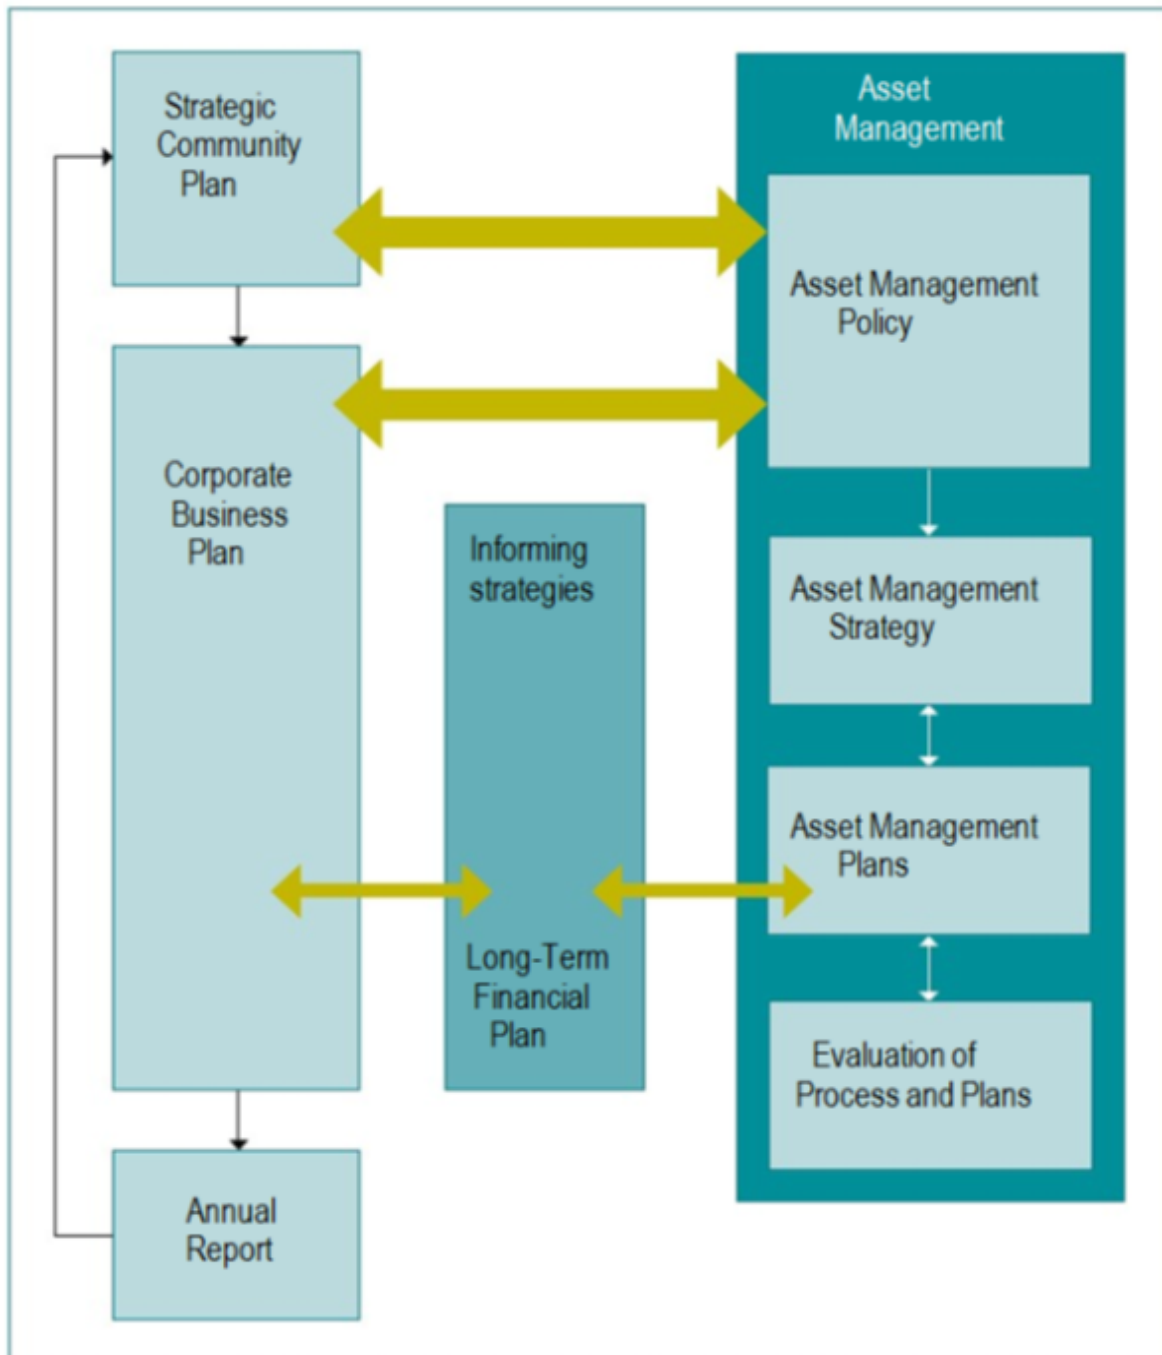 Strategic
Community
Plan
Corporate
Business
Plan
Annual
Report
Informing
strategies
Long-Term
Financial
Plan
Asset
Management
Asset Management
Policy
Asset Management
Strategy
Asset Management
Plans
Evaluation of
Process and Plans